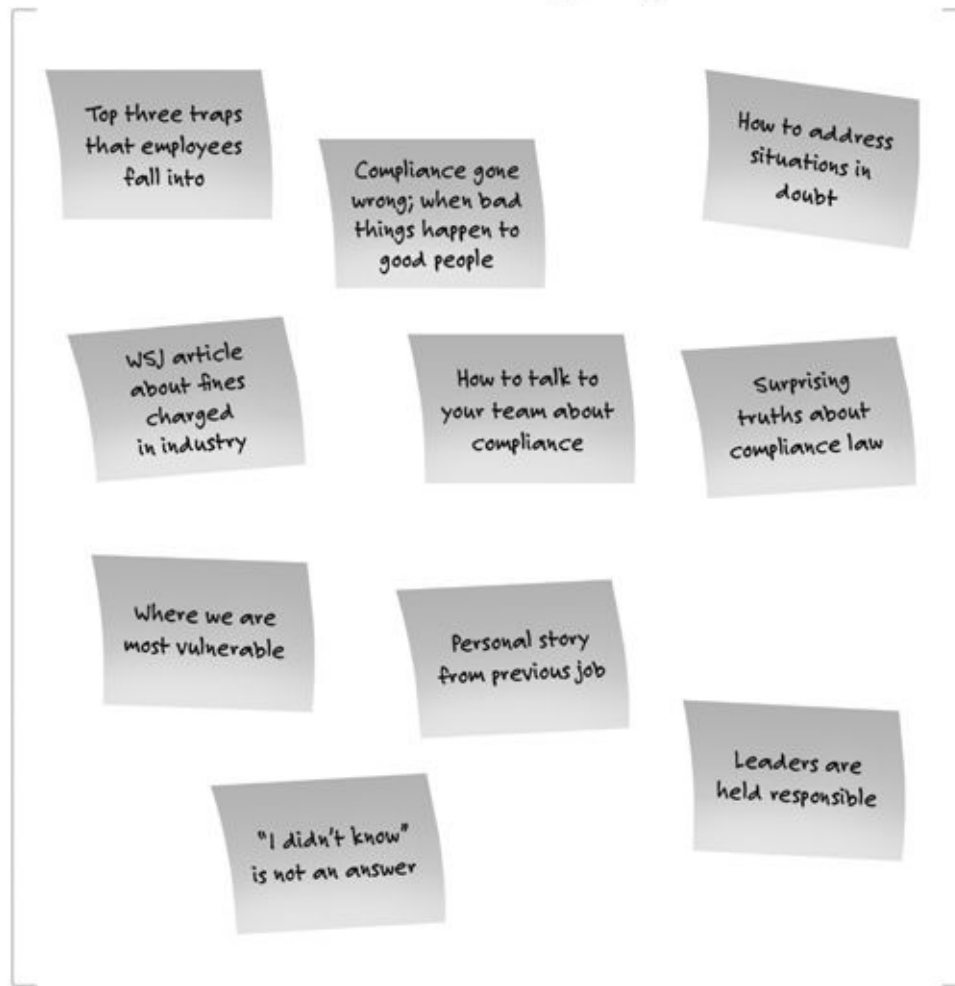 Top three traps
that employees
fall into
Compliance gone
wrong; when bad
things happen to
good people
How to address
situations in
doubt
WSJ article
about fines
charged
in industry
How to talk to
your team about
compliance
Surprising
truths about
compliance law
Where we are
most vulnerable
Personal story
from previous job
Leaders are
held responsible
"I didn't know"
is not an answer